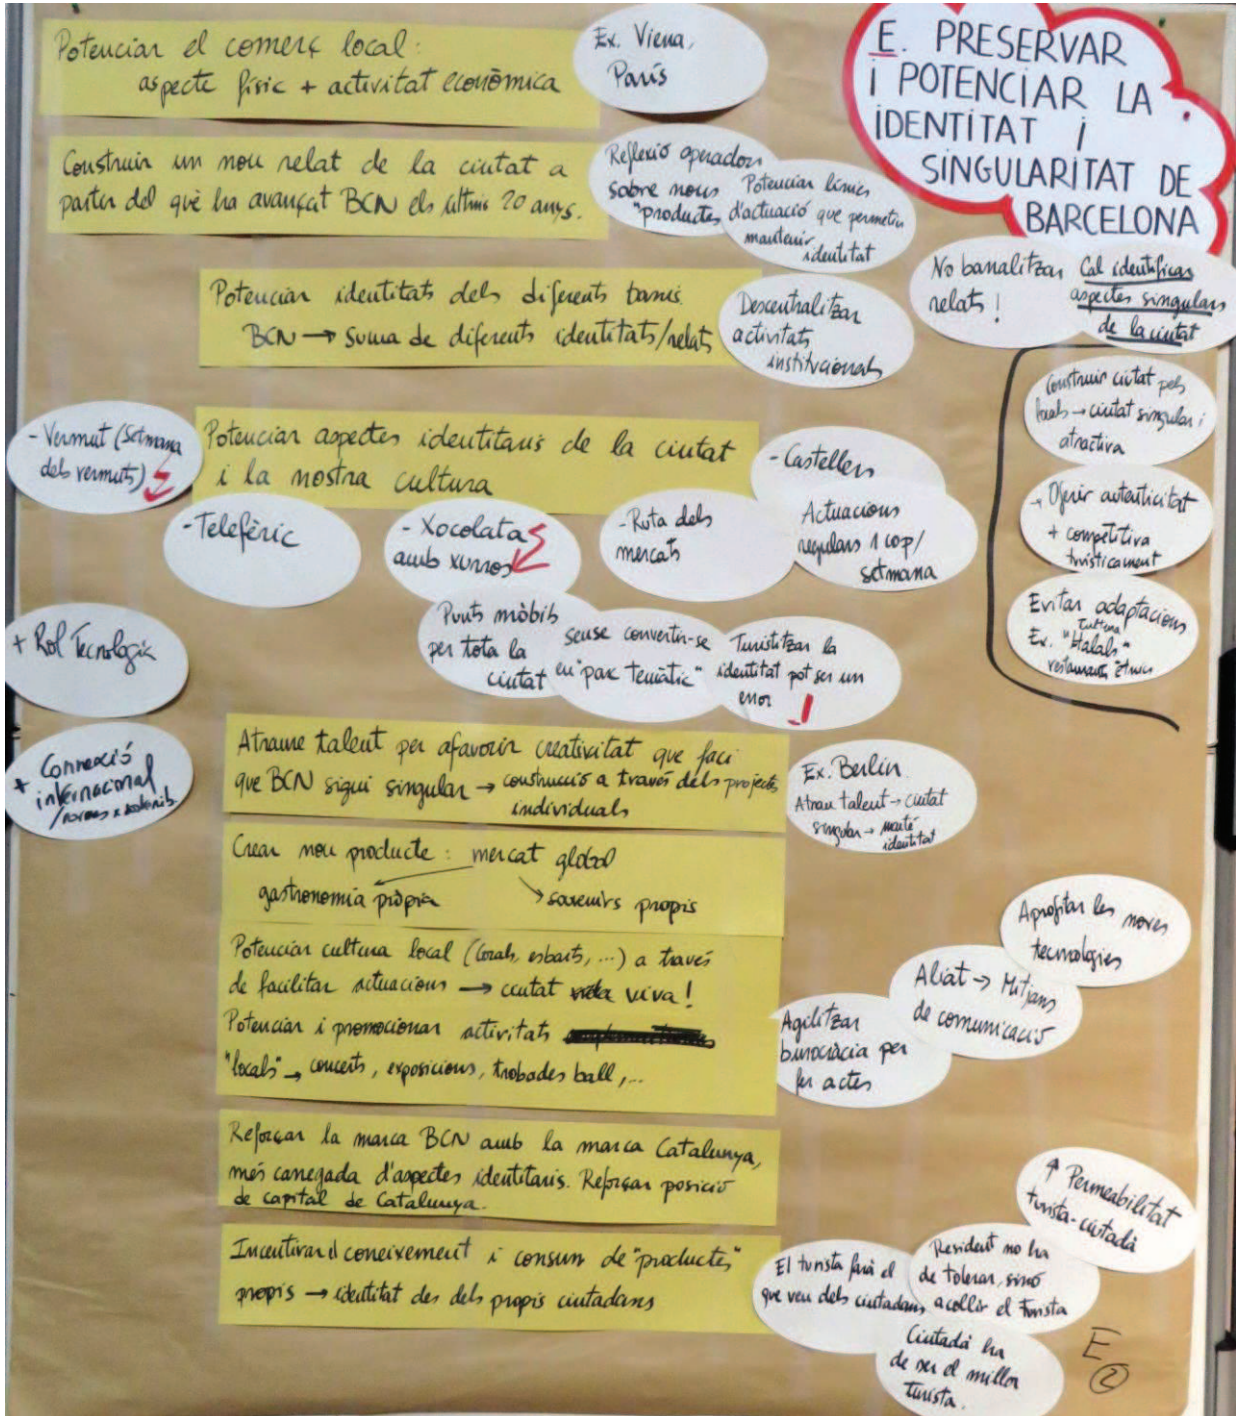 E. PRESERVAR
I POTENCIAR LA
IDENTITAT I
SINGULARITAT DE
BARCELONA
Potenciar el comerç local:
aspecte físic + activitat econòmica
Ex. Viena,
París
Construir un nou relat de la ciutat a
partir del què ha avançat BCN els últims 20 anys.
Reflexió operadors
sobre nous
"productes
Potenciar línies
d'actuació que permetin
mantenir
identitat
No banalitzar
relats!
Cal identificar
aspectes singulars
de la ciutat
Potenciar identitats dels diferents barris.
BCN → suma de diferents identitats/relats
Descentralitzar
activitats
institucionals
Construir ciutat pels
locals → ciutat singular i
atractiva
→ Oferir autenticitat
+ competitiva
turísticament
Evitar adaptacions
cultura
Ex. "Halals"
restaurants ètnics
- Vermut (Setmana
dels vermuts)
Potenciar aspectes identitaris de la ciutat
i la nostra cultura
- Castellers
Actuacions
regulars 1 cop/
setmana
- Telefèric
- Xocolata
amb xurros
- Ruta dels
mercats
Punts mòbils
per tota la
ciutat
sense convertir-se
en "parc temàtic"
Turistitzar la
identitat pot ser un
error
!
+ Rol Tecnologia
+ Connexió
internacional
Atraure talent per afavorir creativitat que faci
que BCN sigui singular → construcció a través dels projectes
individuals
Ex. Berlín
Atrau talent → ciutat
singular → manté
identitat
Crear nou producte: mercat global
gastronomia pròpia
souvenirs propis
Potenciar cultura local (corals, esbarts, ...) a través
de facilitar actuacions → ciutat viva!
Potenciar i promocionar activitats
"locals" → concerts, exposicions, trobades ball,...
Agilitzar
burocràcia per
fer actes
Aliat → Mitjans
de comunicació
Aprofitar les noves
tecnologies
Reforçar la marca BCN amb la marca Catalunya,
més carregada d'aspectes identitaris. Reforçar posició
de capital de Catalunya.
Incentivar el coneixement i consum de "productes"
propis → identitat des dels propis ciutadans
El turista farà el
que veu dels ciutadans
Resident no ha
de tolerar, sinó
acollir el turista
↑ Permeabilitat
turista-ciutadà
Ciutadà ha
de ser el millor
turista.
E
2